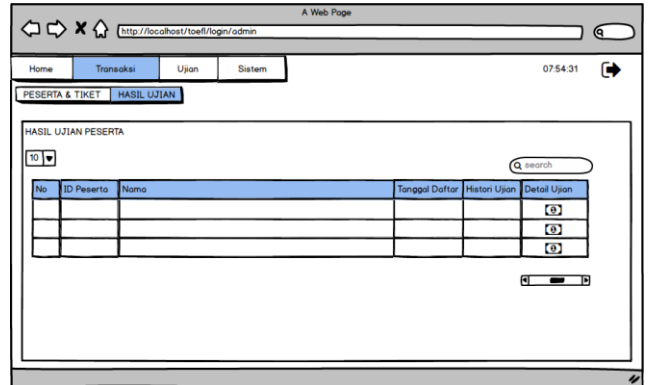 A Web Page
http://localhost/toefl/login/admin
Home Transaksi Ujian Sistem 07:54:31
PESERTA & TIKET HASIL UJIAN
HASIL UJIAN PESERTA
10
search
No ID Peserta Nama Tanggal Daftar Histori Ujian Detail Ujian